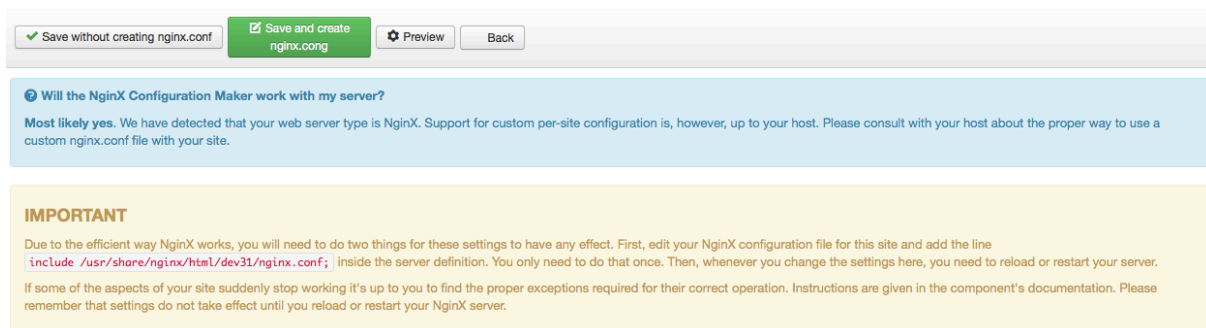 Save without creating nginx.conf
Save and create
nginx.cong
Preview
Back
Will the NginX Configuration Maker work with my server?
Most likely yes. We have detected that your web server type is NginX. Support for custom per-site configuration is, however, up to your host. Please consult with your host about the proper way to use a
custom nginx.conf file with your site.
IMPORTANT
Due to the efficient way NginX works, you will need to do two things for these settings to have any effect. First, edit your NginX configuration file for this site and add the line
include /usr/share/nginx/html/dev31/nginx.conf; inside the server definition. You only need to do that once. Then, whenever you change the settings here, you need to reload or restart your server.
If some of the aspects of your site suddenly stop working it's up to you to find the proper exceptions required for their correct operation. Instructions are given in the component's documentation. Please
remember that settings do not take effect until you reload or restart your NginX server.